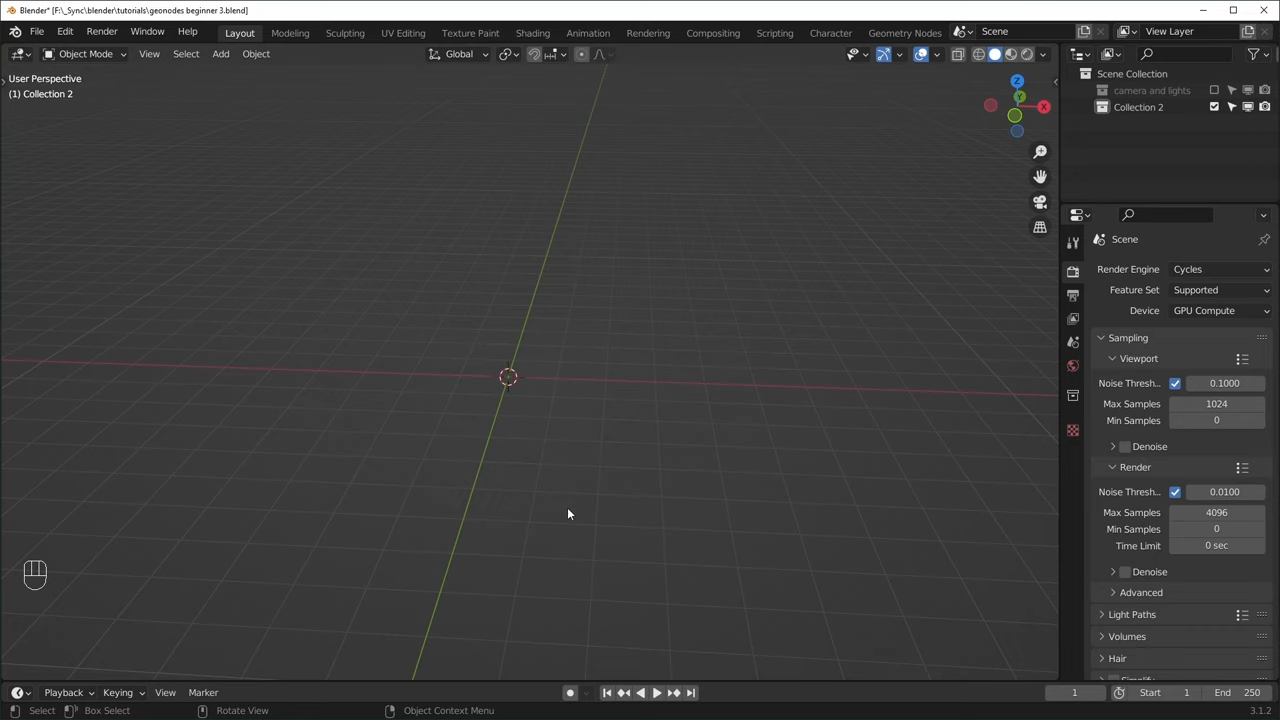 Blender* [F:\_Sync\blender\tutorials\geonodes beginner 3.blend]
File Edit Render Window Help Layout Modeling Sculpting UV Editing Texture Paint Shading Animation Rendering Compositing Scripting Character Geometry Nodes Scene View Layer
Object Mode View Select Add Object Global
User Perspective
(1) Collection 2
Z
Y
X
Scene Collection
camera and lights
Collection 2
Scene
Render Engine Cycles
Feature Set Supported
Device GPU Compute
Sampling
Viewport
Noise Thresh... 0.1000
Max Samples 1024
Min Samples 0
Denoise
Render
Noise Thresh... 0.0100
Max Samples 4096
Min Samples 0
Time Limit 0 sec
Denoise
Advanced
Light Paths
Volumes
Hair
Playback Keying View Marker 1 Start 1 End 250
Select Box Select Rotate View Object Context Menu 3.1.2